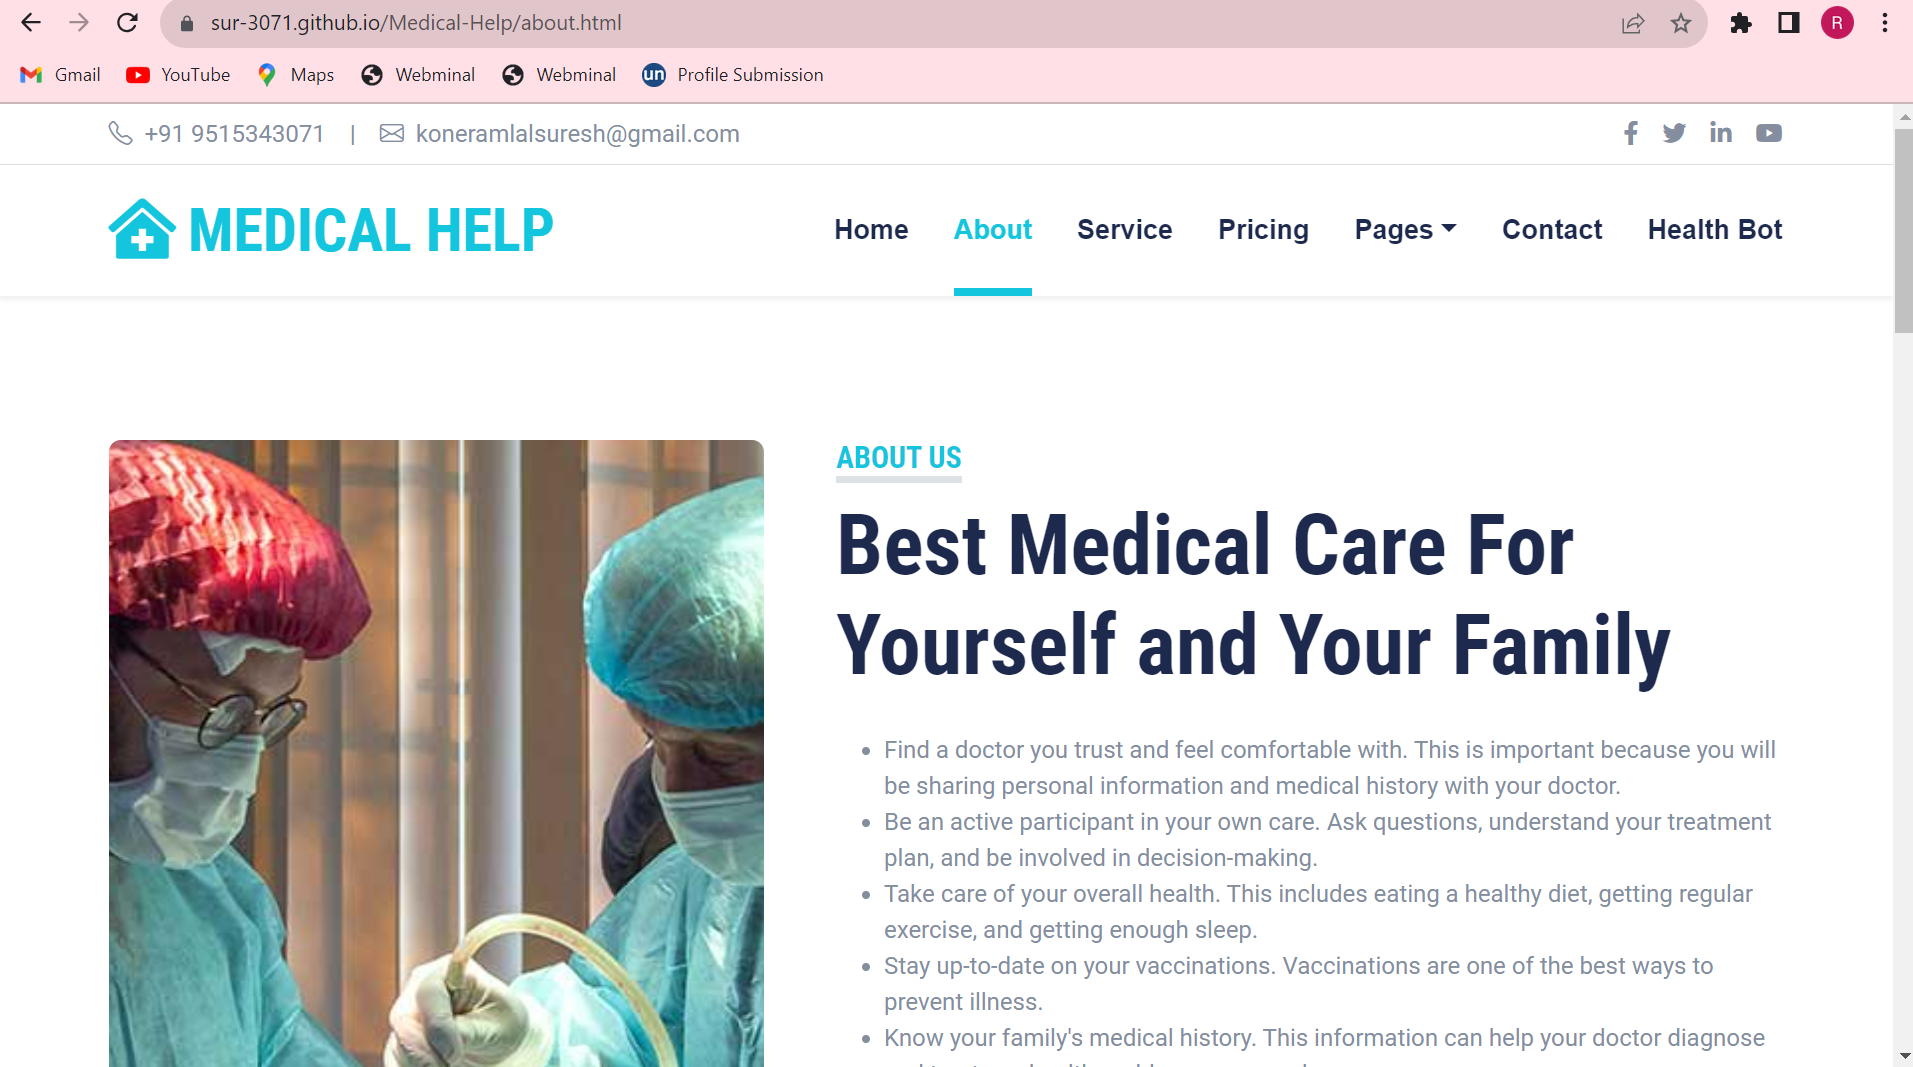 sur-3071.github.io/Medical-Help/about.html
R
Gmail YouTube Maps Webminal Webminal un Profile Submission
+91 9515343071 | koneramlalsuresh@gmail.com
MEDICAL HELP
Home About Service Pricing Pages Contact Health Bot
ABOUT US
Best Medical Care For
Yourself and Your Family
• Find a doctor you trust and feel comfortable with. This is important because you will
be sharing personal information and medical history with your doctor.
• Be an active participant in your own care. Ask questions, understand your treatment
plan, and be involved in decision-making.
• Take care of your overall health. This includes eating a healthy diet, getting regular
exercise, and getting enough sleep.
• Stay up-to-date on your vaccinations. Vaccinations are one of the best ways to
prevent illness.
• Know your family's medical history. This information can help your doctor diagnose